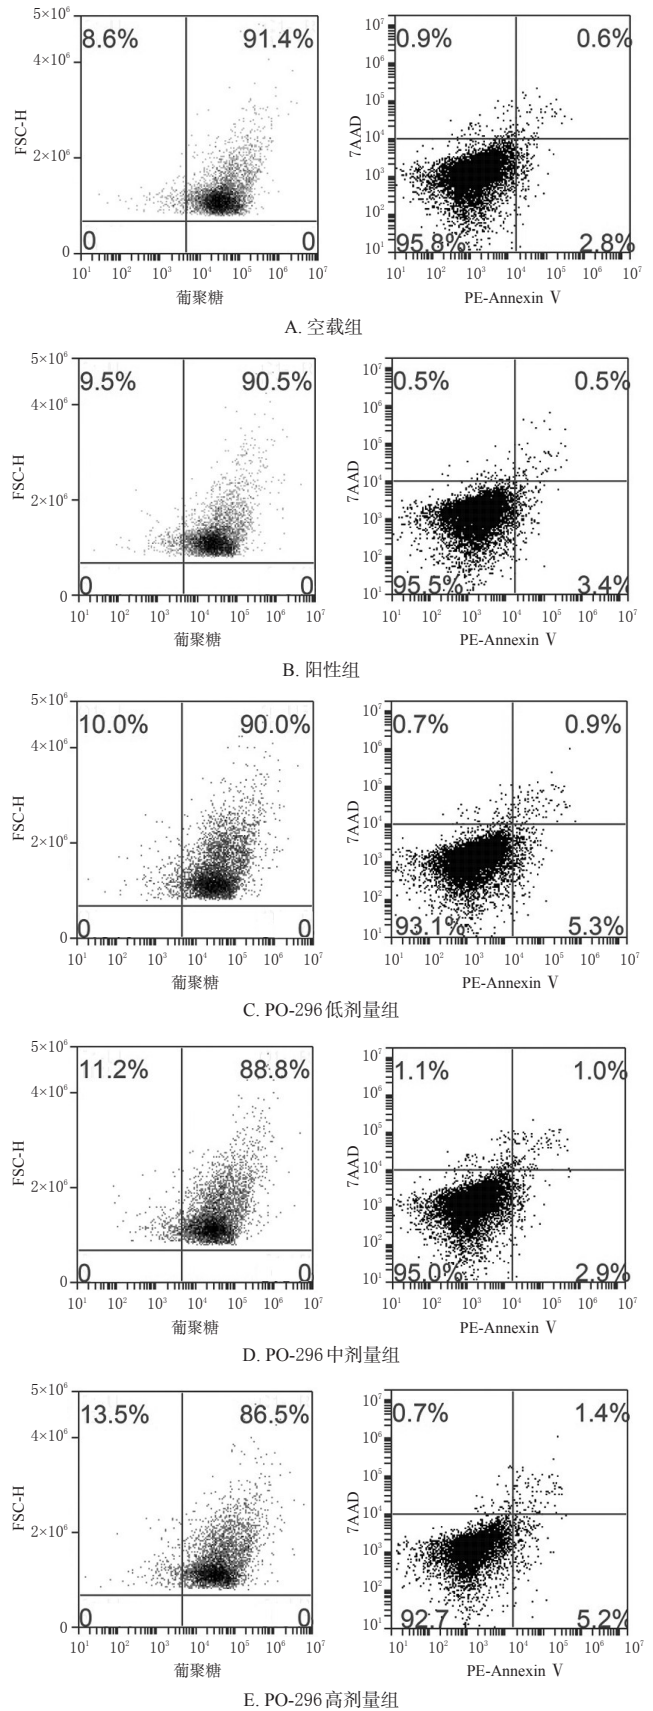 5×10⁶
8.6%
91.4%
4×10⁶
FSC-H
2×10⁶
0
0
0
10¹ 10² 10³ 10⁴ 10⁵ 10⁶ 10⁷
葡聚糖
10⁷
0.9%
0.6%
10⁶
10⁵
7AAD
10⁴
10³
10²
10¹
95.8%
2.8%
10¹ 10² 10³ 10⁴ 10⁵ 10⁶ 10⁷
PE-Annexin Ⅴ
A. 空载组
5×10⁶
9.5%
90.5%
4×10⁶
FSC-H
2×10⁶
0
0
0
10¹ 10² 10³ 10⁴ 10⁵ 10⁶ 10⁷
葡聚糖
10⁷
0.5%
0.5%
10⁶
10⁵
7AAD
10⁴
10³
10²
10¹
95.5%
3.4%
10¹ 10² 10³ 10⁴ 10⁵ 10⁶ 10⁷
PE-Annexin Ⅴ
B. 阳性组
5×10⁶
10.0%
90.0%
4×10⁶
FSC-H
2×10⁶
0
0
0
10¹ 10² 10³ 10⁴ 10⁵ 10⁶ 10⁷
葡聚糖
10⁷
0.7%
0.9%
10⁶
10⁵
7AAD
10⁴
10³
10²
10¹
93.1%
5.3%
10¹ 10² 10³ 10⁴ 10⁵ 10⁶ 10⁷
PE-Annexin Ⅴ
C. PO-296低剂量组
5×10⁶
11.2%
88.8%
4×10⁶
FSC-H
2×10⁶
0
0
0
10¹ 10² 10³ 10⁴ 10⁵ 10⁶ 10⁷
葡聚糖
10⁷
1.1%
1.0%
10⁶
10⁵
7AAD
10⁴
10³
10²
10¹
95.0%
2.9%
10¹ 10² 10³ 10⁴ 10⁵ 10⁶ 10⁷
PE-Annexin Ⅴ
D. PO-296中剂量组
5×10⁶
13.5%
86.5%
4×10⁶
FSC-H
2×10⁶
0
0
0
10¹ 10² 10³ 10⁴ 10⁵ 10⁶ 10⁷
葡聚糖
10⁷
0.7%
1.4%
10⁶
10⁵
7AAD
10⁴
10³
10²
10¹
92.7
5.2%
10¹ 10² 10³ 10⁴ 10⁵ 10⁶ 10⁷
PE-Annexin Ⅴ
E. PO-296高剂量组